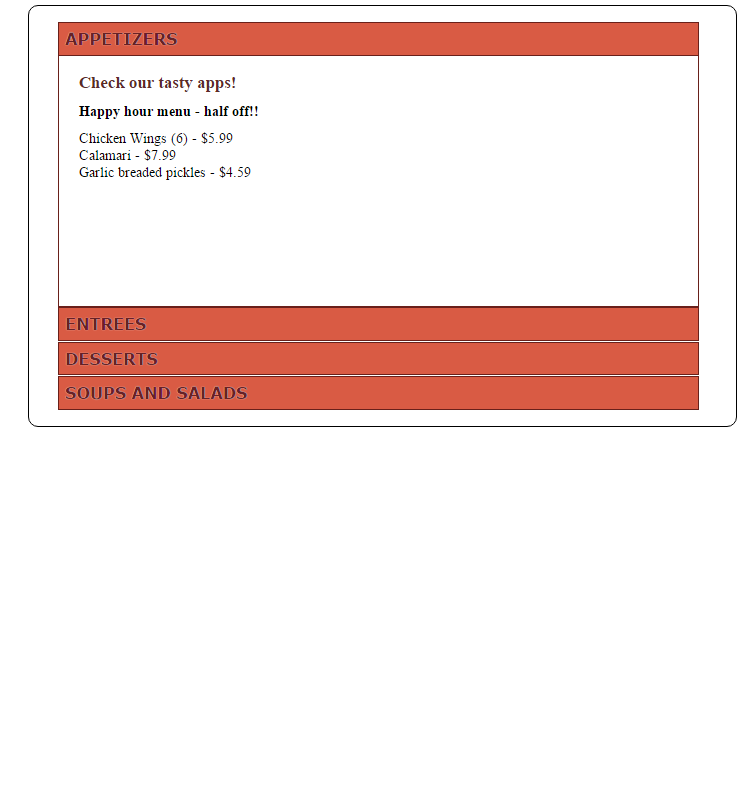 APPETIZERS
Check our tasty apps!
Happy hour menu - half off!!
Chicken Wings (6) - $5.99
Calamari - $7.99
Garlic breaded pickles - $4.59
ENTREES
DESSERTS
SOUPS AND SALADS